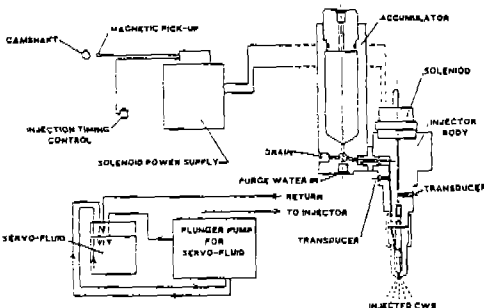 MAGNETIC PICK-UP
CAMSHAFT
ACCUMULATOR
SOLENIOD
INJECTOR
BODY
INJECTION TIMING
CONTROL
DRAIN
SOLENOID POWER SUPPLY
PURGE WATER IN
TRANSDUCER
RETURN
TO INJECTOR
TRANSDUCER
PLUNGER PUMP
FOR
SERVO-FLUID
SERVO-FLUID
INJECTED CWS